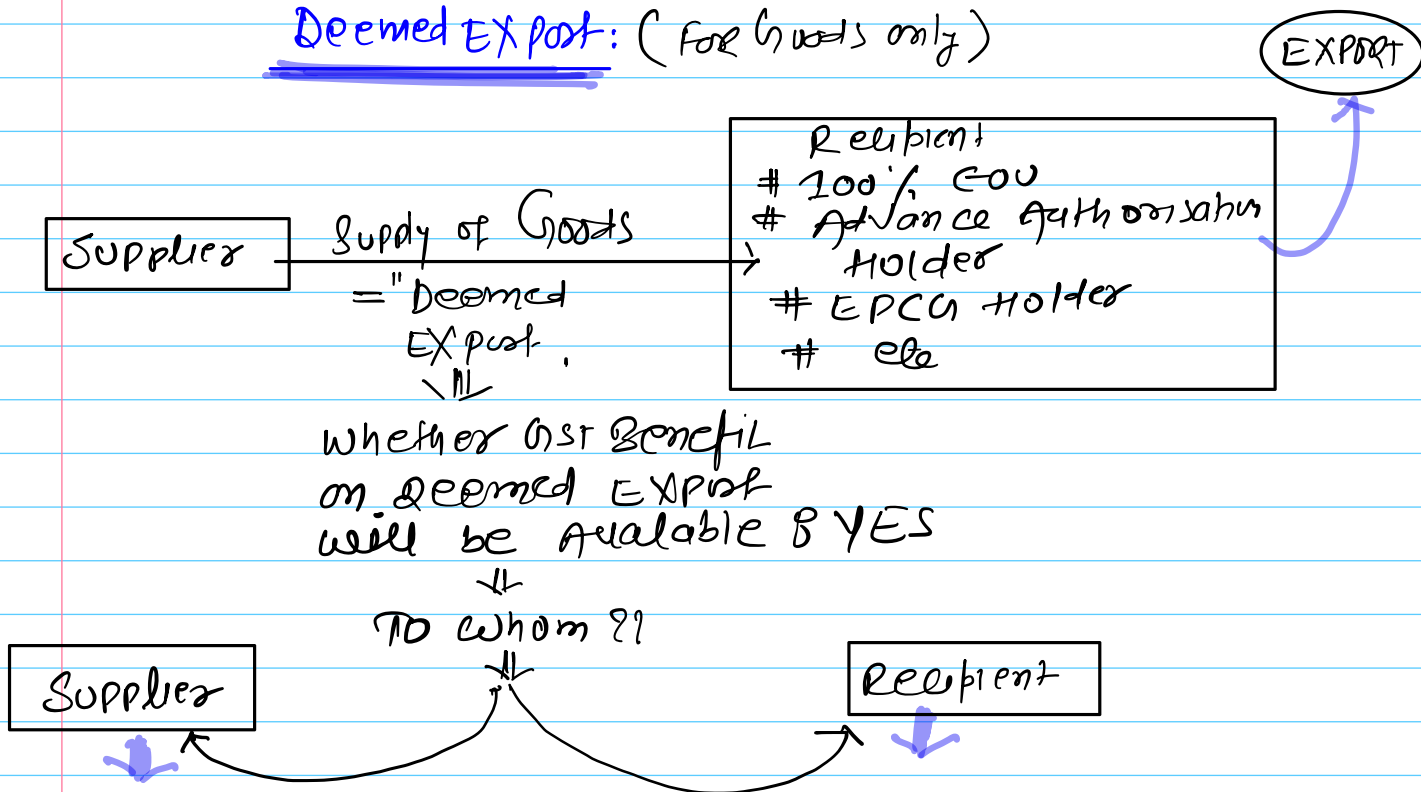 Deemed Export: (For Goods only)
EXPORT
Recipient
# 100% EOU
# Advance Authorisation
Holder
# EPCG Holder
# etc
Supplier
Supply of Goods
= "Deemed
Export.
Whether GST Benefit
on Deemed Export
will be Available ? YES
To whom ??
Supplier
Recipient